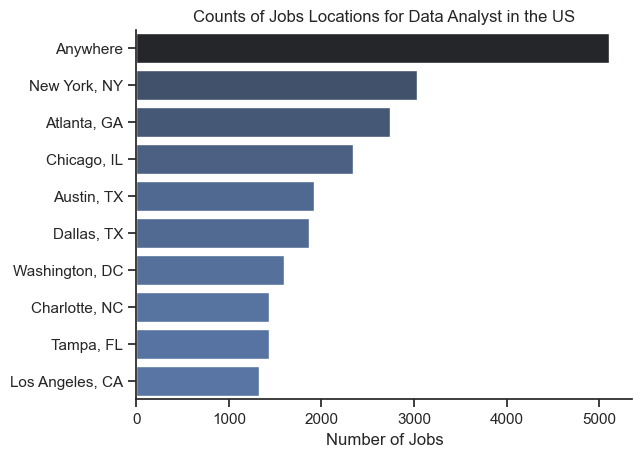 Counts of Jobs Locations for Data Analyst in the US
Anywhere
New York, NY
Atlanta, GA
Chicago, IL
Austin, TX
Dallas, TX
Washington, DC
Charlotte, NC
Tampa, FL
Los Angeles, CA
0 1000 2000 3000 4000 5000
Number of Jobs